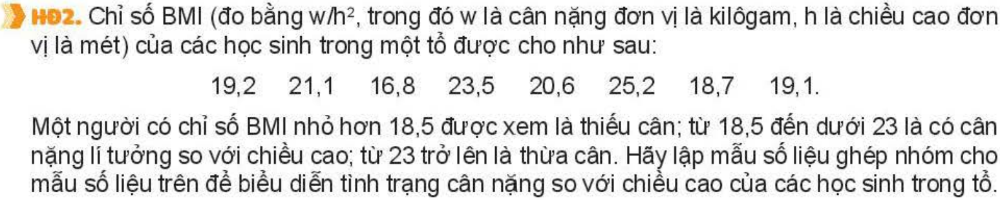 HĐ2. Chỉ số BMI (đo bằng w/h², trong đó w là cân nặng đơn vị là kilôgam, h là chiều cao đơn
vị là mét) của các học sinh trong một tổ được cho như sau:
19,2 21,1 16,8 23,5 20,6 25,2 18,7 19,1.
Một người có chỉ số BMI nhỏ hơn 18,5 được xem là thiếu cân; từ 18,5 đến dưới 23 là có cân
nặng lí tưởng so với chiều cao; từ 23 trở lên là thừa cân. Hãy lập mẫu số liệu ghép nhóm cho
mẫu số liệu trên để biểu diễn tình trạng cân nặng so với chiều cao của các học sinh trong tổ.